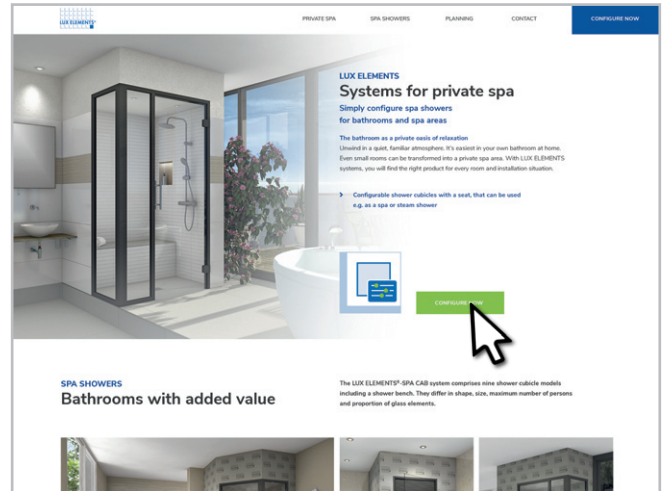 LUX ELEMENTS®
PRIVATE SPA
SPA SHOWERS
PLANNING
CONTACT
CONFIGURE NOW
LUX ELEMENTS
Systems for private spa
Simply configure spa showers
for bathrooms and spa areas
The bathroom as a private oasis of relaxation
Unwind in a quiet, familiar atmosphere. It's easiest in your own bathroom at home.
Even small rooms can be transformed into a private spa area. With LUX ELEMENTS
systems, you will find the right product for every room and installation situation.
Configurable shower cubicles with a seat, that can be used
e.g. as a spa or steam shower
CONFIGURE NOW
SPA SHOWERS
Bathrooms with added value
The LUX ELEMENTS®-SPA CAB system comprises nine shower cubicle models
including a shower bench. They differ in shape, size, maximum number of persons
and proportion of glass elements.